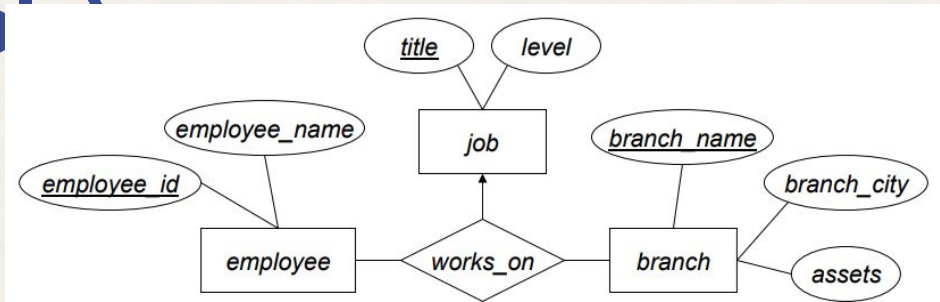 title
level
employee_name
job
branch_name
employee_id
branch_city
employee
works_on
branch
assets